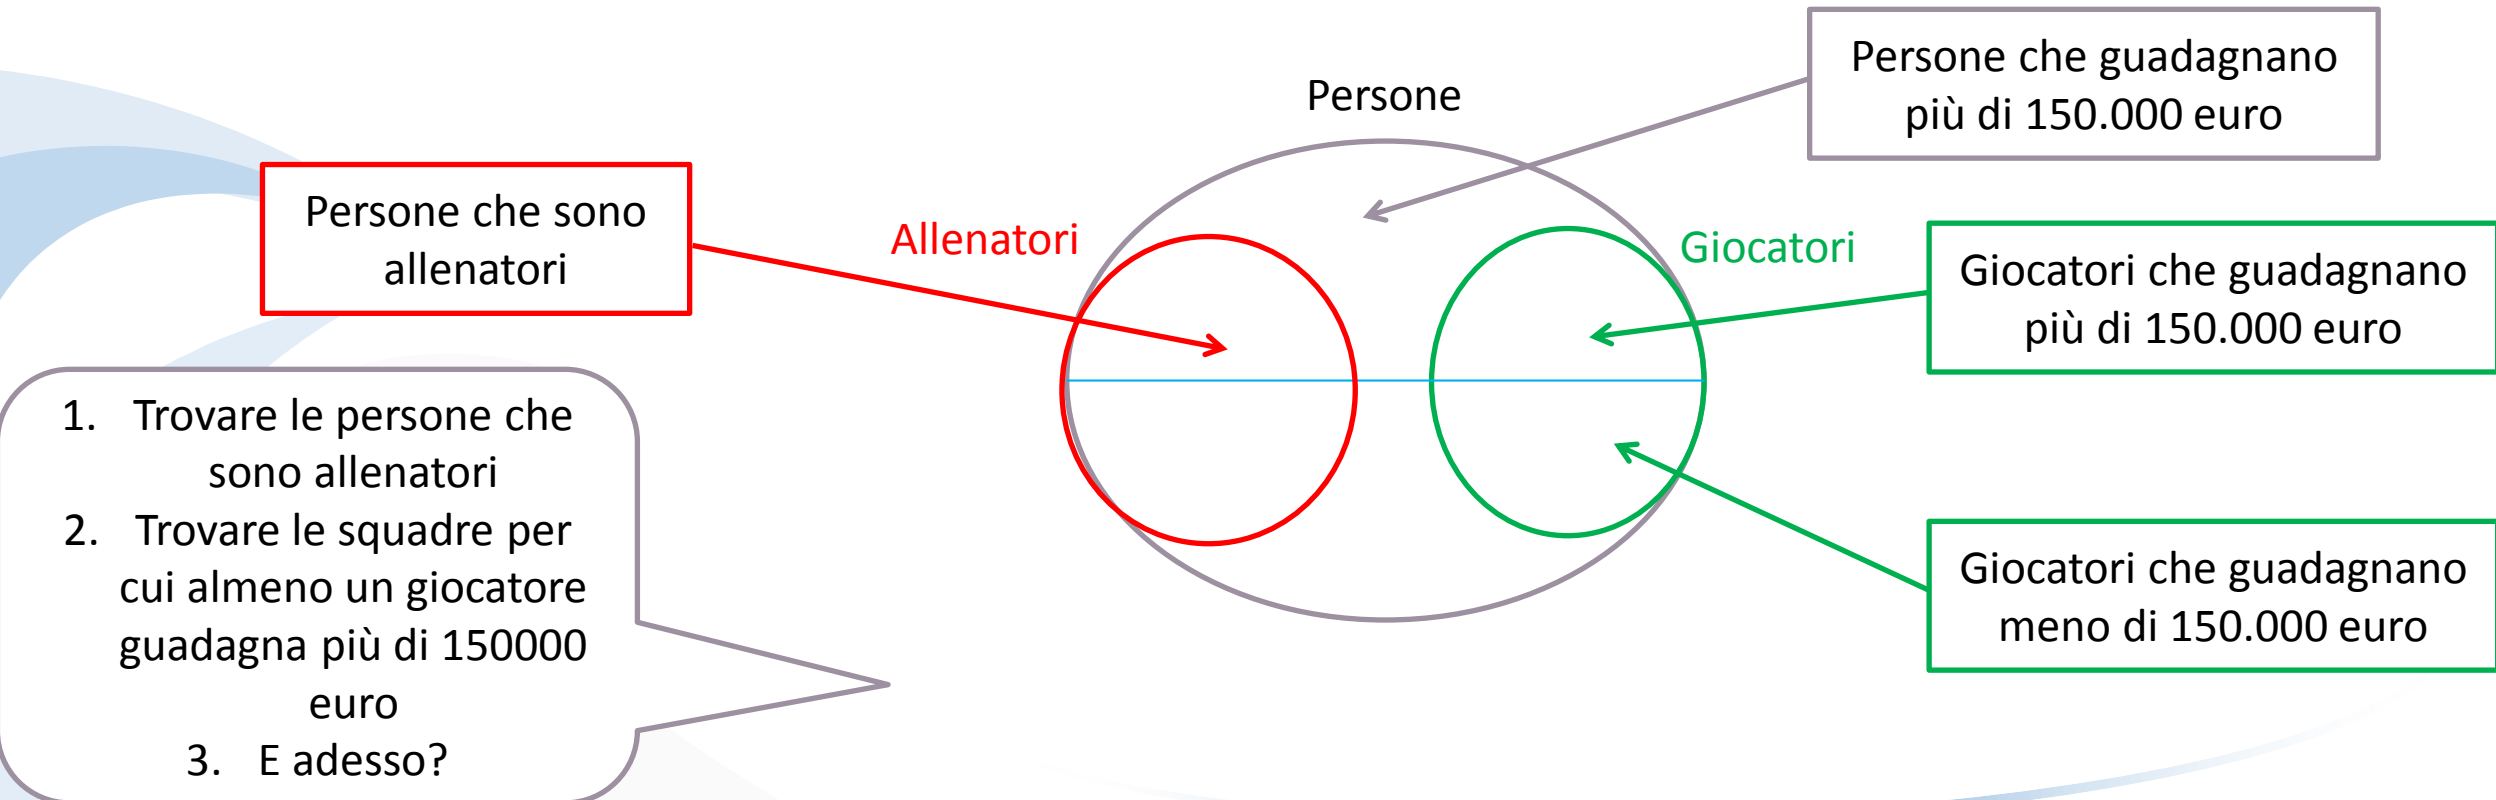 Persone che guadagnano
più di 150.000 euro
Persone
Persone che sono
allenatori
Allenatori
Giocatori
Giocatori che guadagnano
più di 150.000 euro
1. Trovare le persone che
sono allenatori
2. Trovare le squadre per
cui almeno un giocatore
guadagna più di 150000
euro
3. E adesso?
Giocatori che guadagnano
meno di 150.000 euro